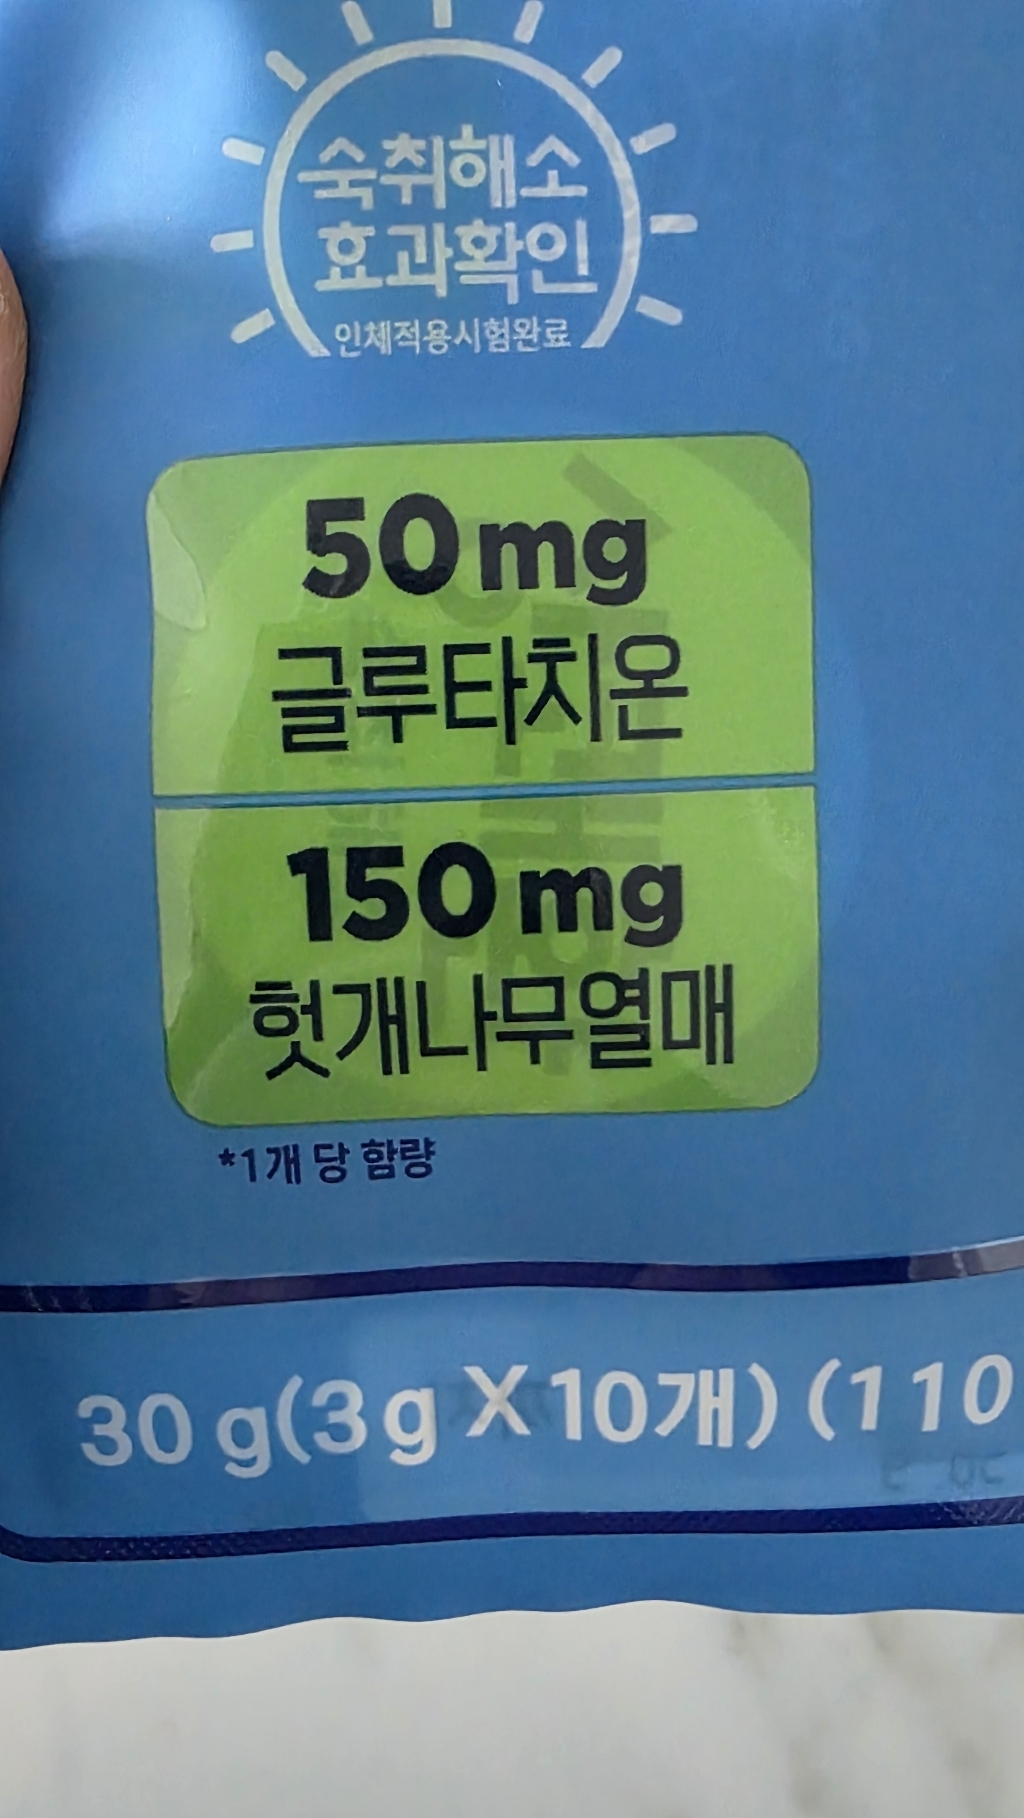 숙취해소
효과확인
인체적용시험완료
50mg
글루타치온
150mg
헛개나무열매
*1개 당 함량
30 g(3g X 10개) (110